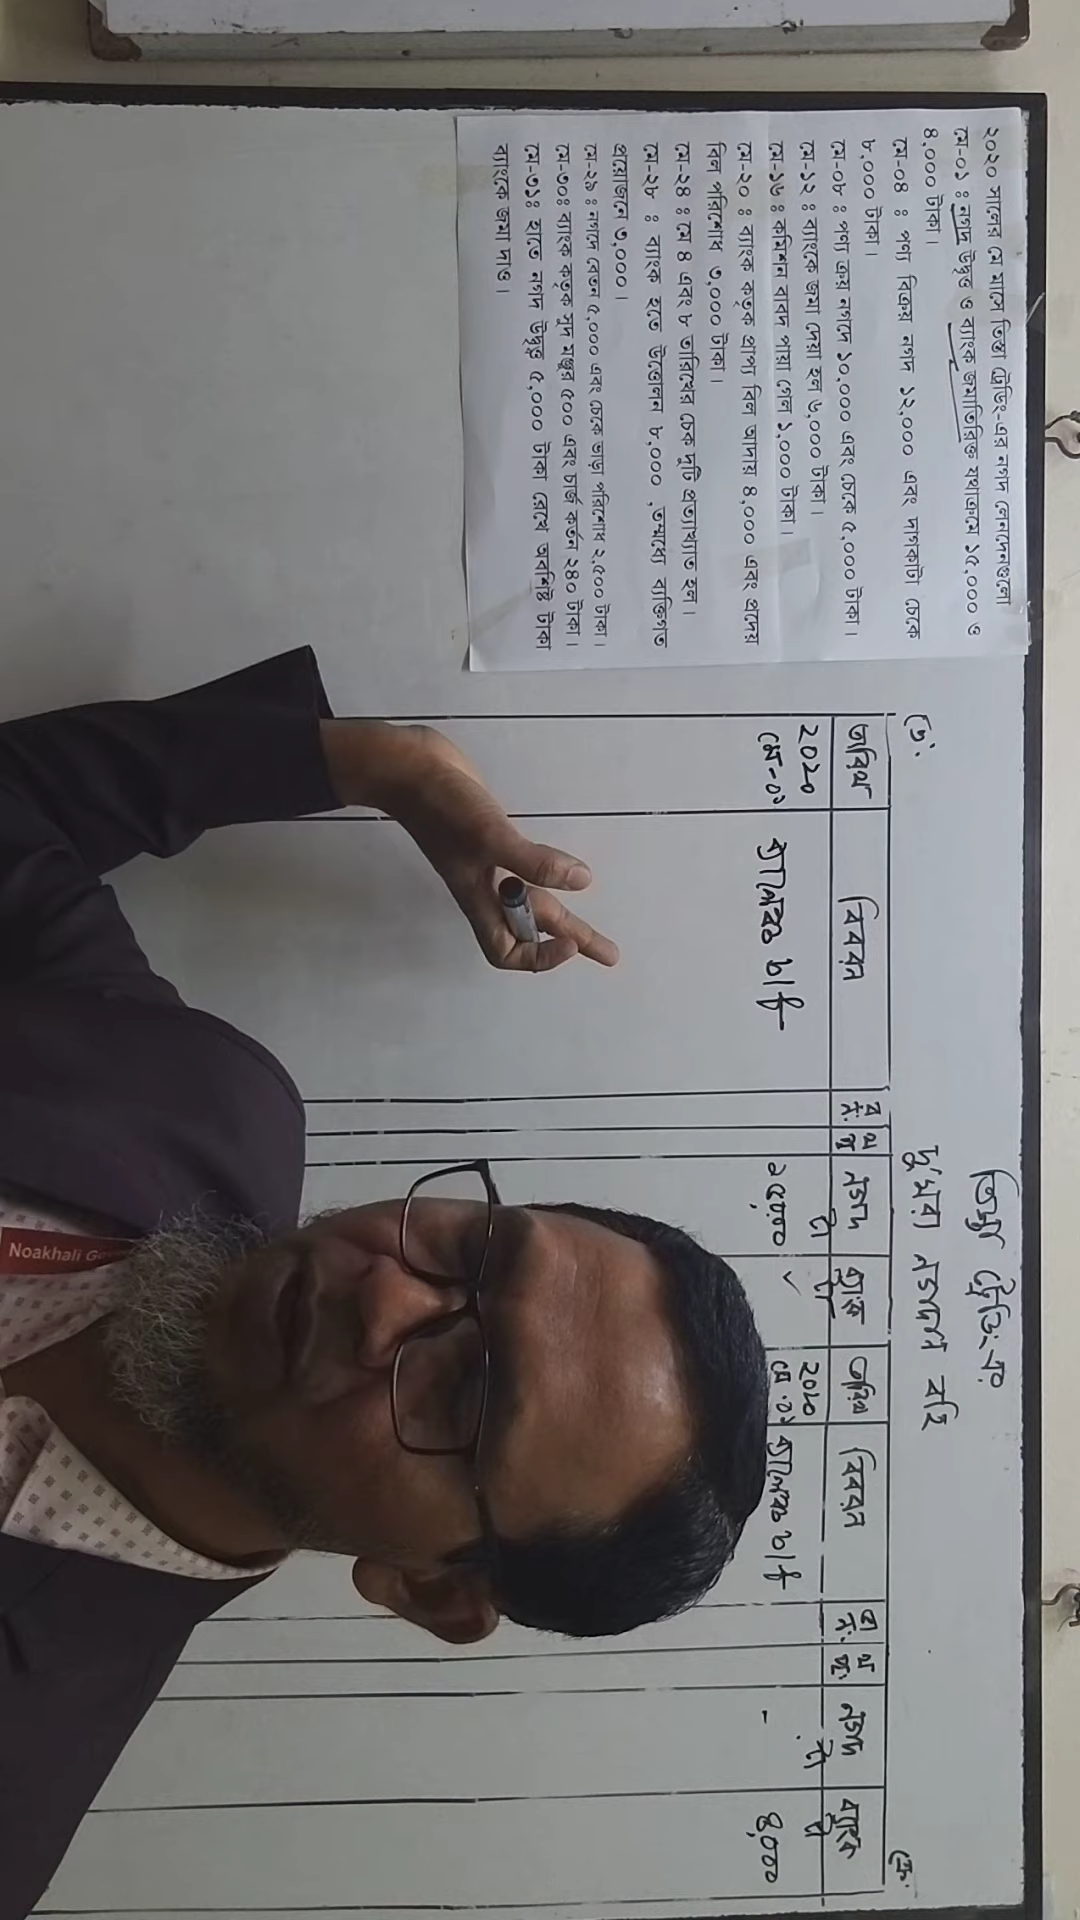 ২০২০ সালের মে মাসে তিস্তা ট্রেডিং-এর নগদ লেনদেনগুলো
মে-০১ঃ নগদ উদ্বৃত্ত ও ব্যাংক জমাতিরিক্ত যথাক্রমে ১৫,০০০ ও
৪,০০০ টাকা।
মে-০৪ ঃ পণ্য বিক্রয় নগদ ১২,০০০ এবং দাগকাটা চেকে
৮,০০০ টাকা।
মে-০৮ ঃ পণ্য ক্রয় নগদে ১০,০০০ এবং চেকে ৫,০০০ টাকা।
মে-১২ ঃ ব্যাংকে জমা দেয়া হল ৬,০০০ টাকা।
মে-১৬ ঃ কমিশন বাবদ পায়া গেল ১,০০০ টাকা।
মে-২০ ঃ ব্যাংক কতৃক প্রাপ্য বিল আদায় ৪,০০০ এবং প্রদেয়
বিল পরিশোধ ৩,০০০ টাকা।
মে-২৪ ঃ মে ৪ এবং ৮ তারিখের চেক দুটি প্রত্যাখ্যাত হল।
মে-২৮ ঃ ব্যাংক হতে উত্তোলন ৮,০০০ ,তন্মধ্যে ব্যক্তিগত
প্রয়োজনে ৩,০০০।
মে-২৯ ঃ নগদে বেতন ৫,০০০ এবং চেকে ভাড়া পরিশোধ ২,৫০০ টাকা।
মে-৩০ঃ ব্যাংক কতৃক সুদ মঞ্জুর ৫০০ এবং চার্জ কর্তন ২৪০ টাকা।
মে-৩১ঃ হাতে নগদ উদ্বৃত্ত ৫,০০০ টাকা রেখে অবশিষ্ট টাকা
ব্যাংকে জমা দাও।
তিস্তা ট্রেডিং-এর
দু'ঘরা নগদান বহি
ডে: ক্রে:
তারিখ বিবরণ র নং খ পৃ নগদ টা ব্যাংক টা তারিখ বিবরণ ভা নং খ পৃ: নগদ টা ব্যাংক টা
২০২০ ২০২০
মে-০১ ব্যালেন্স b/f ১৫,০০০ ✓ মে-০১ ব্যালেন্স b/f - ৪,০০০
Noakhali